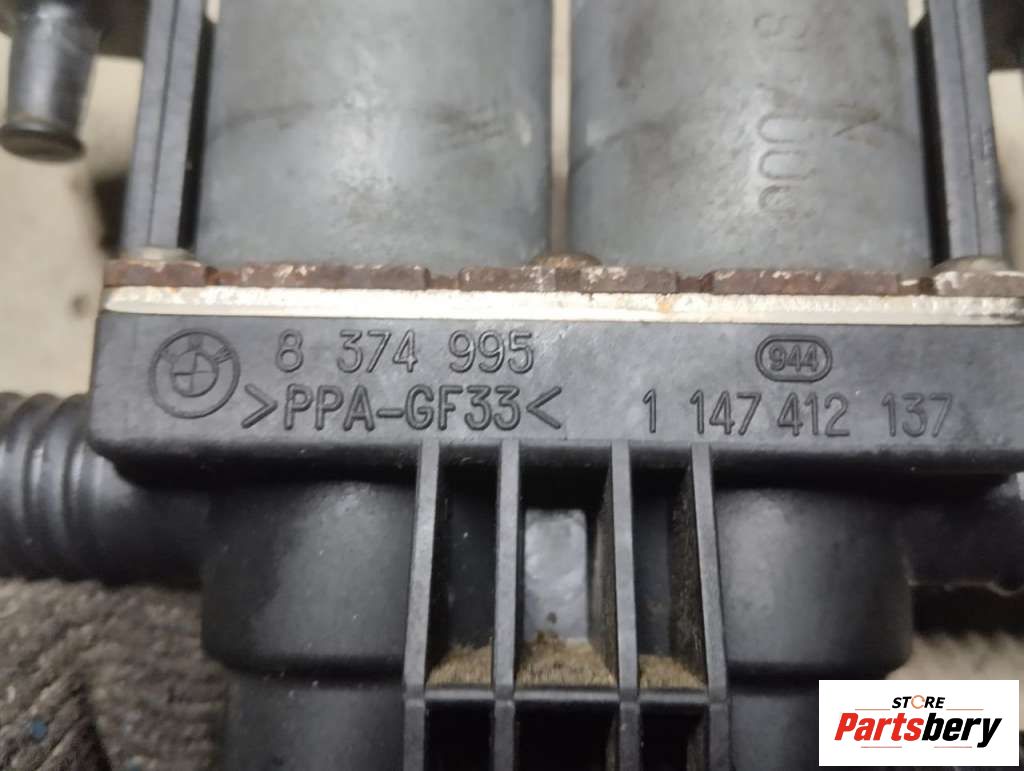 8 374 995
944
>PPA-GF33<
1 147 412 137
STORE
Partsbery